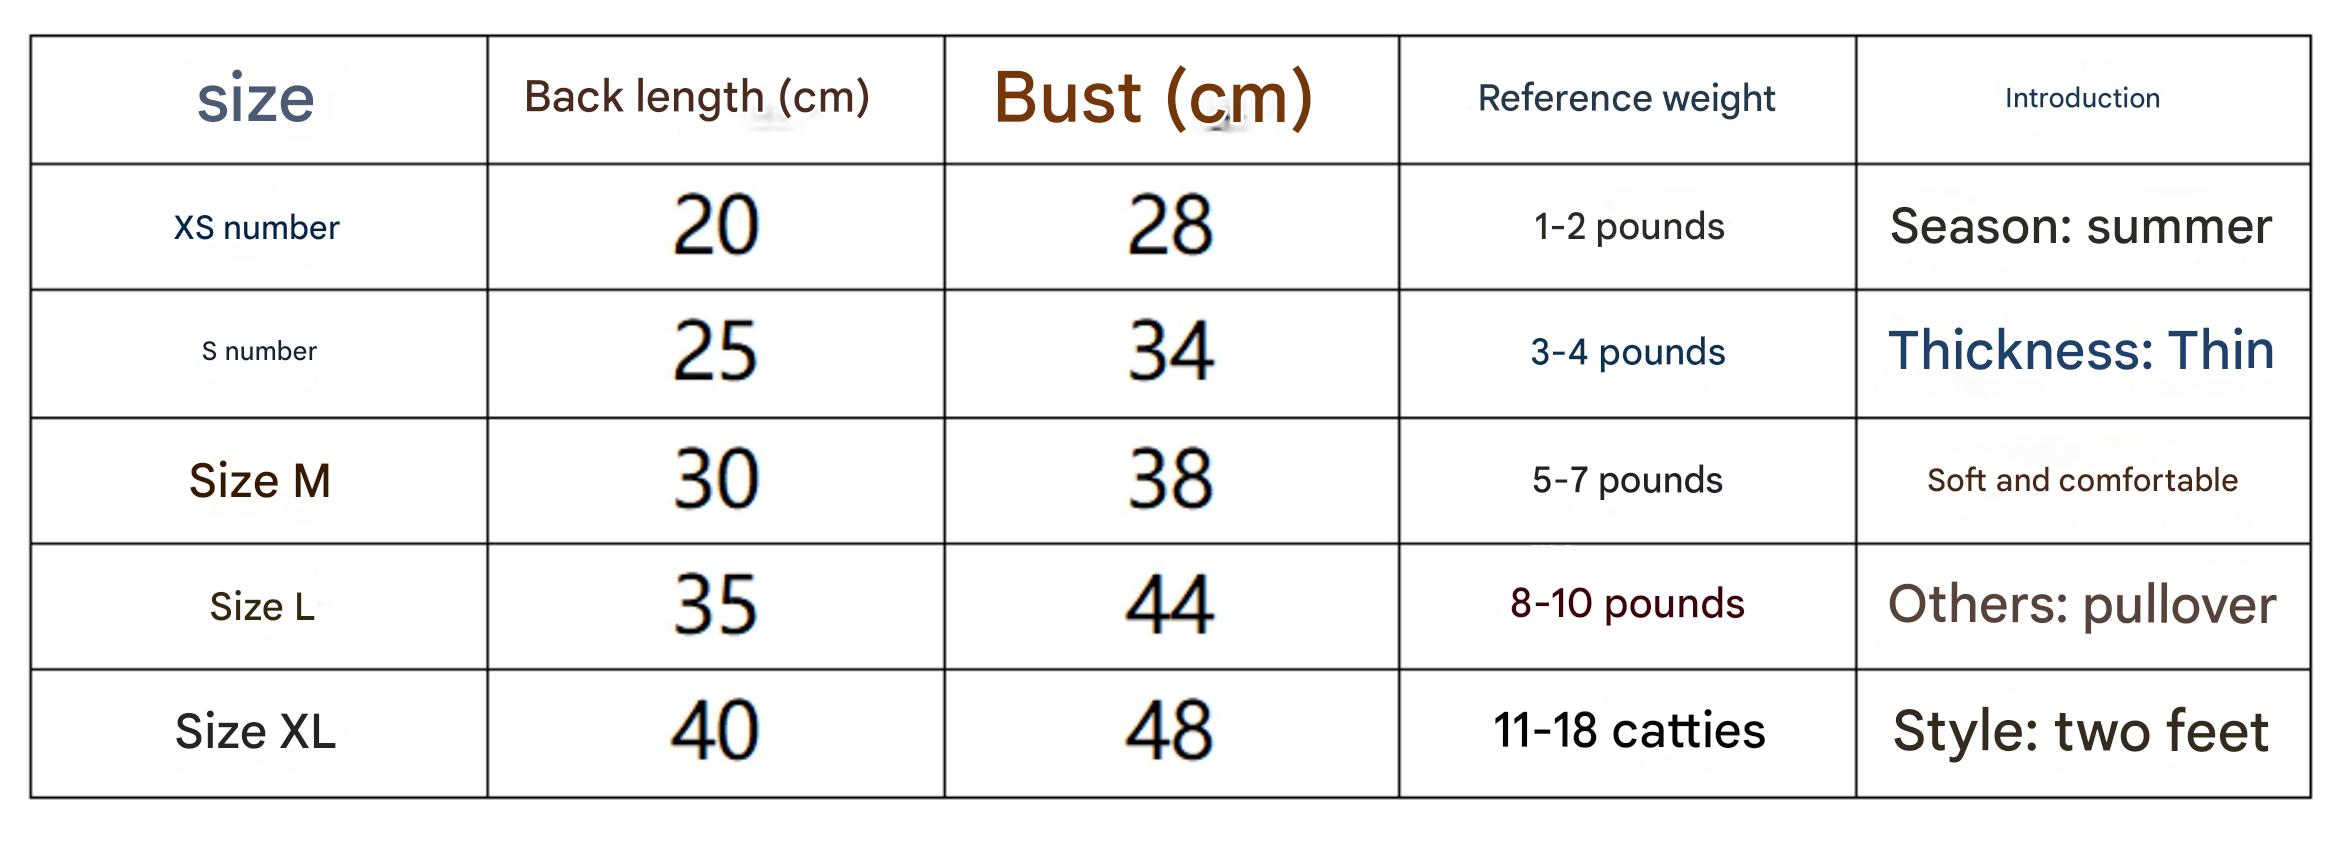 size Back length (cm) Bust (cm) Reference weight Introduction
XS number 20 28 1-2 pounds Season: summer
S number 25 34 3-4 pounds Thickness: Thin
Size M 30 38 5-7 pounds Soft and comfortable
Size L 35 44 8-10 pounds Others: pullover
Size XL 40 48 11-18 catties Style: two feet